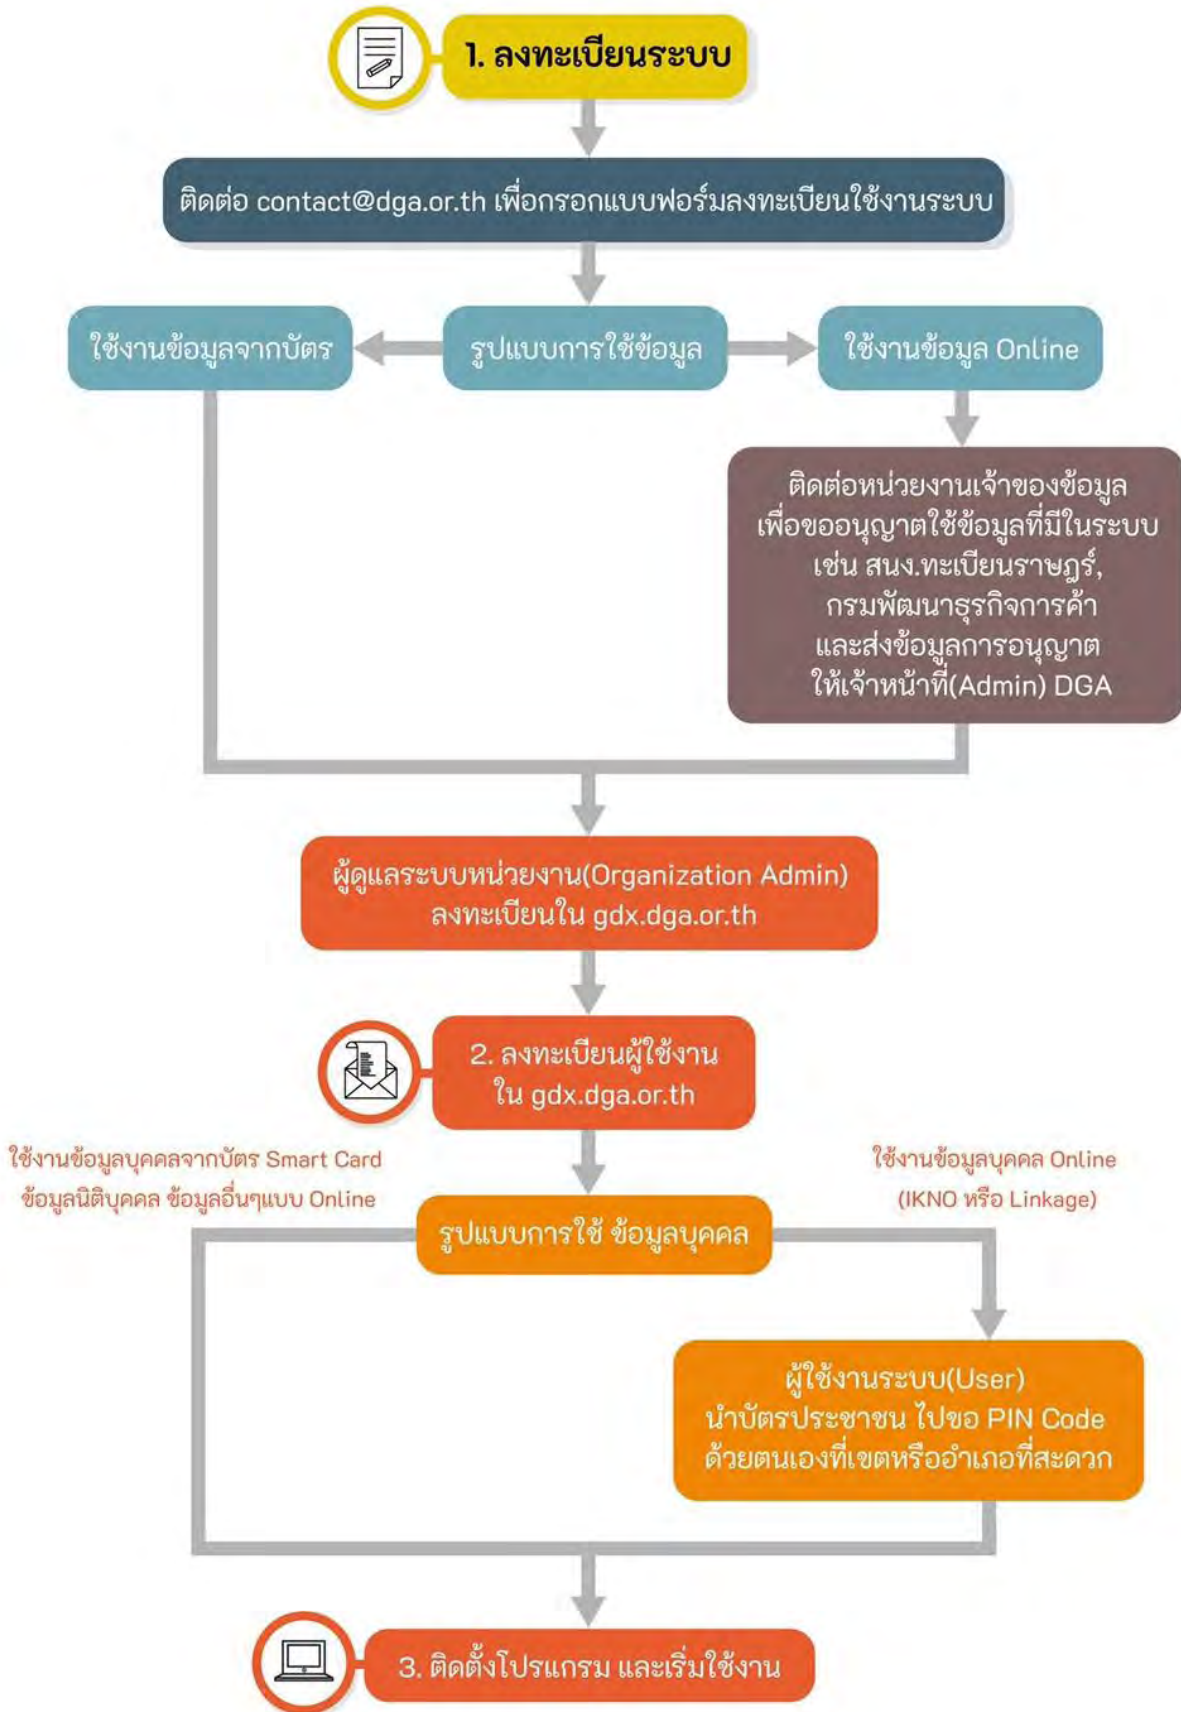 1. ลงทะเบียนระบบ
ติดต่อ contact@dga.or.th เพื่อกรอกแบบฟอร์มลงทะเบียนใช้งานระบบ
ใช้งานข้อมูลจากบัตร
รูปแบบการใช้ข้อมูล
ใช้งานข้อมูล Online
ติดต่อหน่วยงานเจ้าของข้อมูล
เพื่อขออนุญาตใช้ข้อมูลที่มีในระบบ
เช่น สนง.ทะเบียนราษฎร์,
กรมพัฒนาธุรกิจการค้า
และส่งข้อมูลการอนุญาต
ให้เจ้าหน้าที่(Admin) DGA
ผู้ดูแลระบบหน่วยงาน(Organization Admin)
ลงทะเบียนใน gdx.dga.or.th
2. ลงทะเบียนผู้ใช้งาน
ใน gdx.dga.or.th
ใช้งานข้อมูลบุคคลจากบัตร Smart Card
ข้อมูลนิติบุคคล ข้อมูลอื่นๆแบบ Online
ใช้งานข้อมูลบุคคล Online
(IKNO หรือ Linkage)
รูปแบบการใช้ ข้อมูลบุคคล
ผู้ใช้งานระบบ(User)
นำบัตรประชาชน ไปขอ PIN Code
ด้วยตนเองที่เขตหรืออำเภอที่สะดวก
3. ติดตั้งโปรแกรม และเริ่มใช้งาน